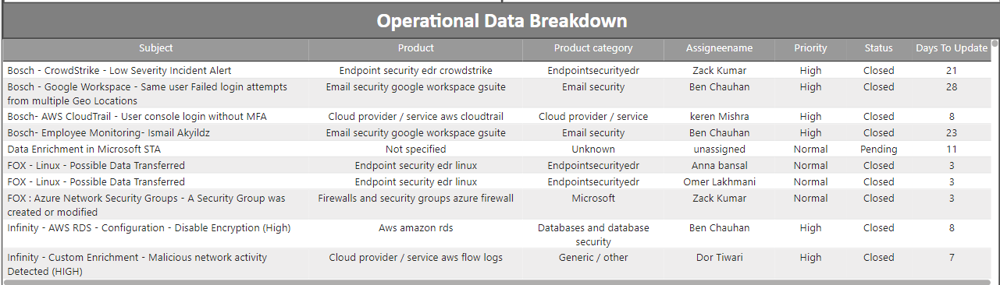 Operational Data Breakdown
Subject Product Product category Assigneename Priority Status Days To Update
Bosch - CrowdStrike - Low Severity Incident Alert Endpoint security edr crowdstrike Endpointsecurityedr Zack Kumar High Closed 21
Bosch - Google Workspace - Same user Failed login attempts Email security google workspace gsuite Email security Ben Chauhan High Closed 28
from multiple Geo Locations
Bosch- AWS CloudTrail - User console login without MFA Cloud provider / service aws cloudtrail Cloud provider / service keren Mishra High Closed 8
Bosch- Employee Monitoring- Ismail Akyildz Email security google workspace gsuite Email security Ben Chauhan High Closed 23
Data Enrichment in Microsoft STA Not specified Unknown unassigned Normal Pending 11
FOX - Linux - Possible Data Transferred Endpoint security edr linux Endpointsecurityedr Anna bansal Normal Closed 3
FOX - Linux - Possible Data Transferred Endpoint security edr linux Endpointsecurityedr Omer Lakhmani Normal Closed 3
FOX : Azure Network Security Groups - A Security Group was Firewalls and security groups azure firewall Microsoft Zack Kumar Normal Closed 3
created or modified
Infinity - AWS RDS - Configuration - Disable Encryption (High) Aws amazon rds Databases and database Ben Chauhan High Closed 8
security
Infinity - Custom Enrichment - Malicious network activity Cloud provider / service aws flow logs Generic / other Dor Tiwari High Closed 7
Detected (HIGH)